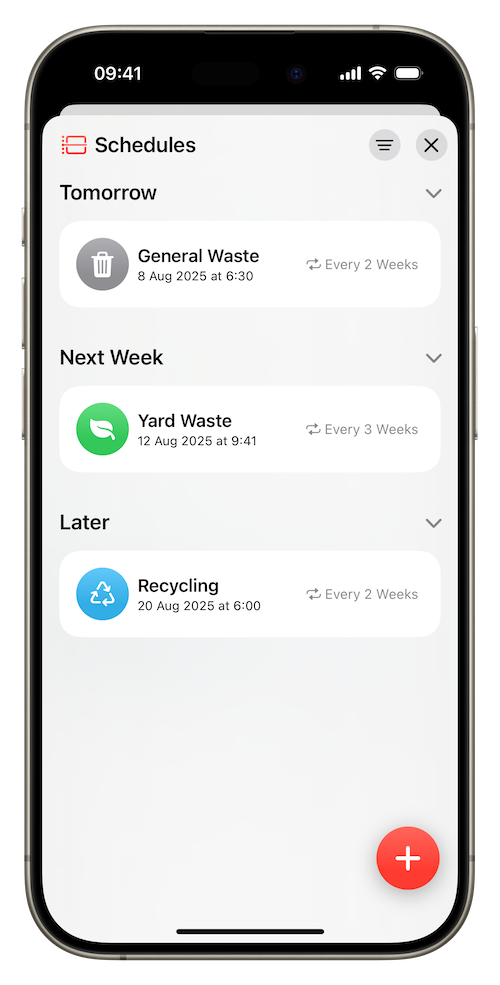 09:41
Schedules
Tomorrow
General Waste
8 Aug 2025 at 6:30
Every 2 Weeks
Next Week
Yard Waste
12 Aug 2025 at 9:41
Every 3 Weeks
Later
Recycling
20 Aug 2025 at 6:00
Every 2 Weeks